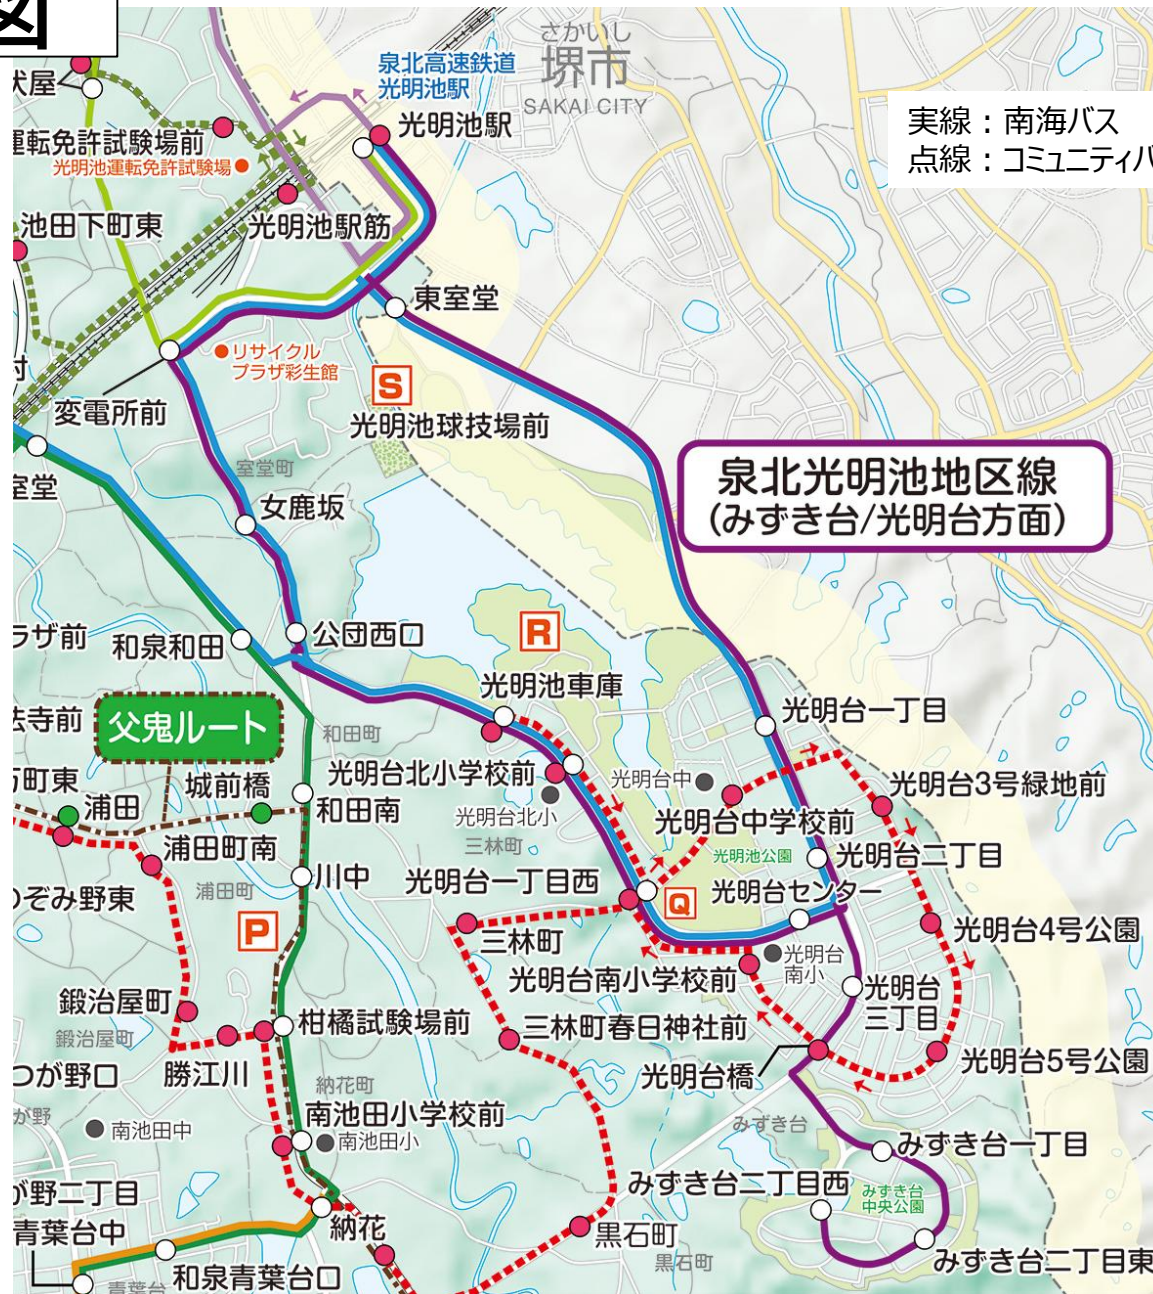 図
さかいし
堺市
SAKAI CITY
泉北高速鉄道
光明池駅
光明池駅
実線：南海バス
点線：コミュニティバ
伏屋
運転免許試験場前
光明池運転免許試験場
池田下町東
光明池駅筋
東室堂
リサイクル
プラザ彩生館
村
変電所前
S
光明池球技場前
泉北光明池地区線
(みずき台/光明台方面)
室堂
室堂町
女鹿坂
ラザ前
和泉和田
公団西口
R
光明池車庫
法寺前
父鬼ルート
和田町
光明台一丁目
町東
浦田
城前橋
和田南
光明台北小学校前
光明台中
光明台3号緑地前
光明台北小
三林町
光明台中学校前
浦田町南
光明池公園
光明台二丁目
のぞみ野東
浦田町
川中
光明台一丁目西
Q
光明台センター
P
三林町
光明台4号公園
光明台
南小
光明台南小学校前
光明台
三丁目
鍛治屋町
鍛治屋町
柑橘試験場前
三林町春日神社前
つが野口
勝江川
納花町
光明台橋
光明台5号公園
が野
南池田中
南池田小学校前
南池田小
みずき台
みずき台一丁目
が野二丁目
みずき台二丁目西
みずき台
中央公園
青葉台中
納花
黒石町
黒石町
みずき台二丁目東
和泉青葉台口
青葉台